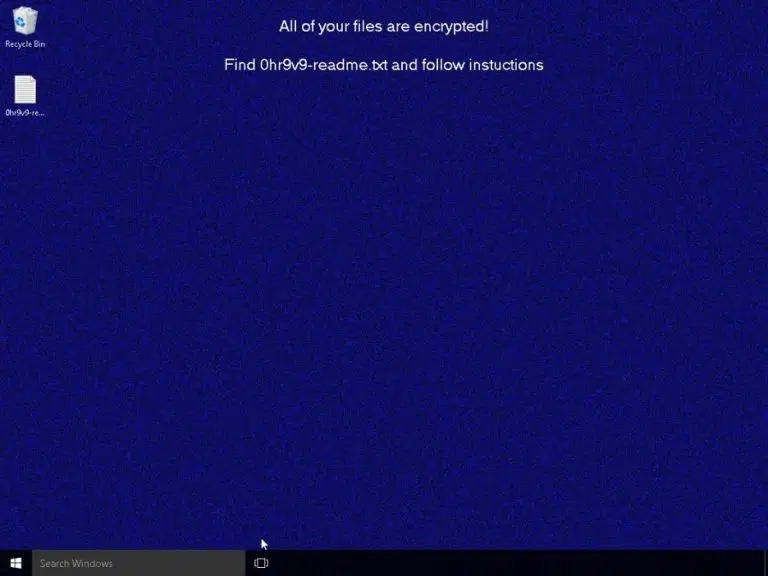 All of your files are encrypted!
Find 0hr9v9-readme.txt and follow instuctions
Recycle Bin
0hr9v9-re...
Search Windows